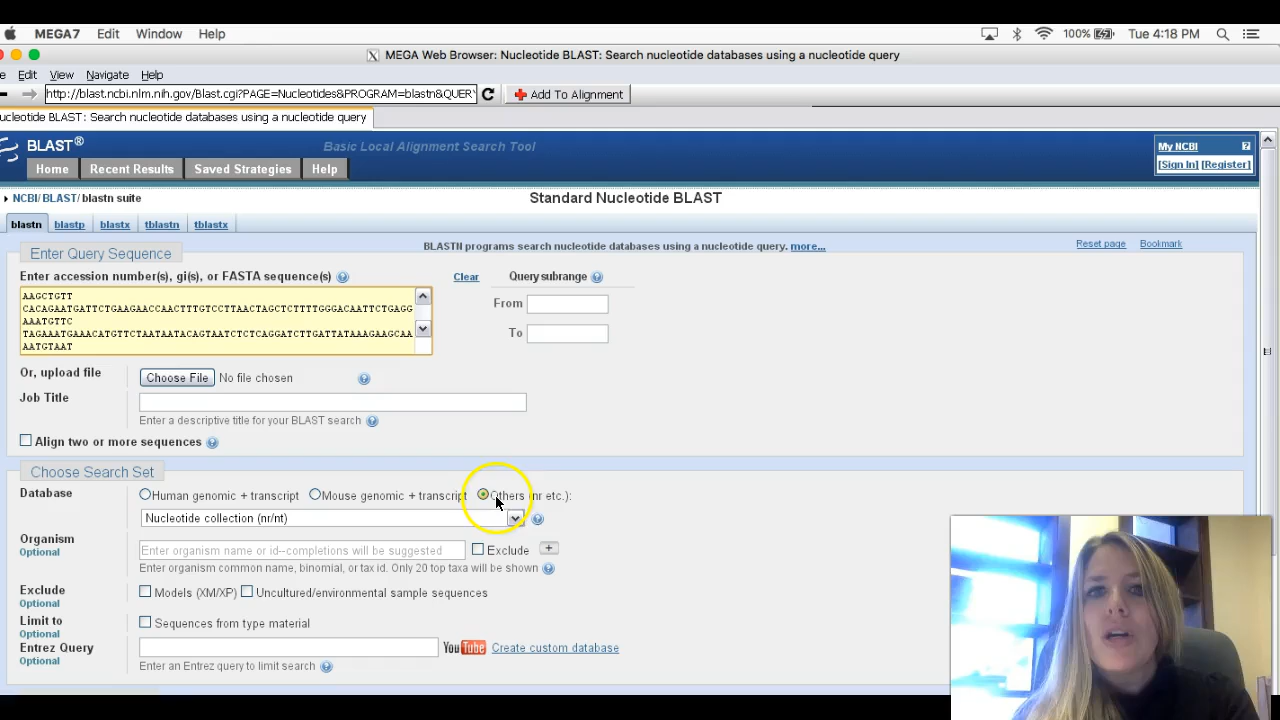 MEGA7 Edit Window Help 100% Tue 4:18 PM
MEGA Web Browser: Nucleotide BLAST: Search nucleotide databases using a nucleotide query
Edit View Navigate Help
http://blast.ncbi.nlm.nih.gov/Blast.cgi?PAGE=Nucleotides&PROGRAM=blastn&QUER Add To Alignment
ucleotide BLAST: Search nucleotide databases using a nucleotide query
BLAST® Basic Local Alignment Search Tool My NCBI ?
Home Recent Results Saved Strategies Help [Sign In] [Register]
NCBI/ BLAST/ blastn suite Standard Nucleotide BLAST
blastn blastp blastx tblastn tblastx
Enter Query Sequence BLASTN programs search nucleotide databases using a nucleotide query. more... Reset page Bookmark
Enter accession number(s), gi(s), or FASTA sequence(s) ? Clear Query subrange ?
AAGCTGTT
CACAGAATGATTCTGAAGAACCAACTTTGTCCTTAACTAGCTCTTTTGGGACAATTCTGAGG
AAATGTTC
TAGAAATGAAACATGTTCTAATAATACAGTAATCTCTCAGGATCTTGATTATAAAGAAGCAA
AATGTAAT
From
To
Or, upload file Choose File No file chosen ?
Job Title
Enter a descriptive title for your BLAST search ?
Align two or more sequences ?
Choose Search Set
Database Human genomic + transcript Mouse genomic + transcript Others (nr etc.):
Nucleotide collection (nr/nt) ?
Organism
Optional
Enter organism name or id--completions will be suggested Exclude +
Enter organism common name, binomial, or tax id. Only 20 top taxa will be shown ?
Exclude
Optional
Models (XM/XP) Uncultured/environmental sample sequences
Limit to
Optional
Sequences from type material
Entrez Query
Optional
YouTube Create custom database
Enter an Entrez query to limit search ?